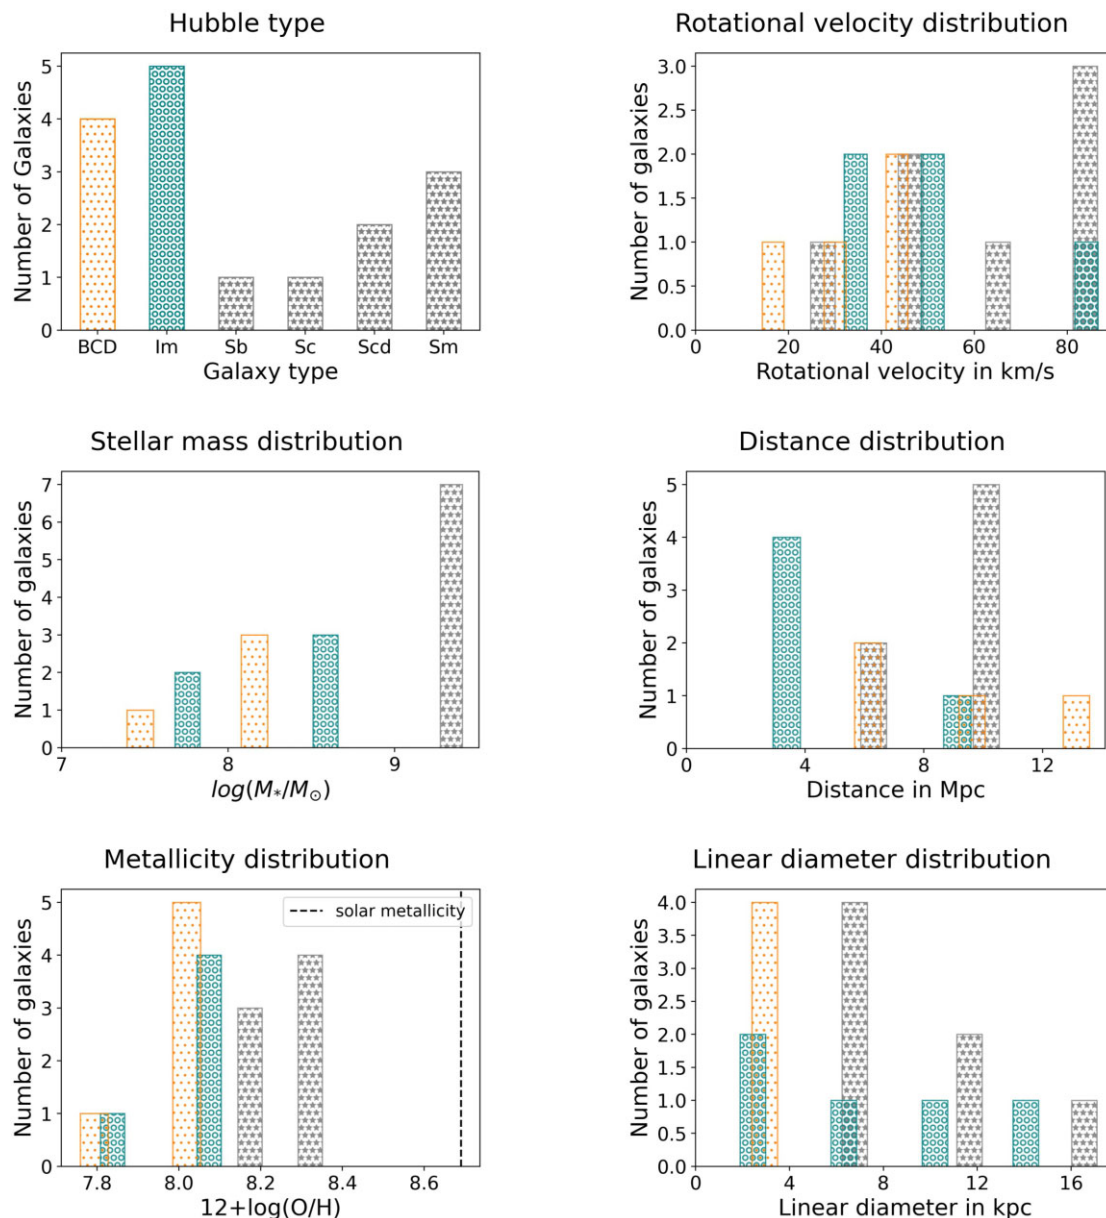 Hubble type
5
4
3
2
1
0
Number of Galaxies
BCD Im Sb Sc Scd Sm
Galaxy type
Rotational velocity distribution
3.0
2.5
2.0
1.5
1.0
0.5
0.0
Number of galaxies
0 20 40 60 80
Rotational velocity in km/s
Stellar mass distribution
7
6
5
4
3
2
1
0
Number of galaxies
7 8 9
log(M*/M⊙)
Distance distribution
5
4
3
2
1
0
Number of galaxies
0 4 8 12
Distance in Mpc
Metallicity distribution
5
4
3
2
1
0
Number of galaxies
solar metallicity
7.8 8.0 8.2 8.4 8.6
12+log(O/H)
Linear diameter distribution
4.0
3.5
3.0
2.5
2.0
1.5
1.0
0.5
0.0
Number of galaxies
0 4 8 12 16
Linear diameter in kpc